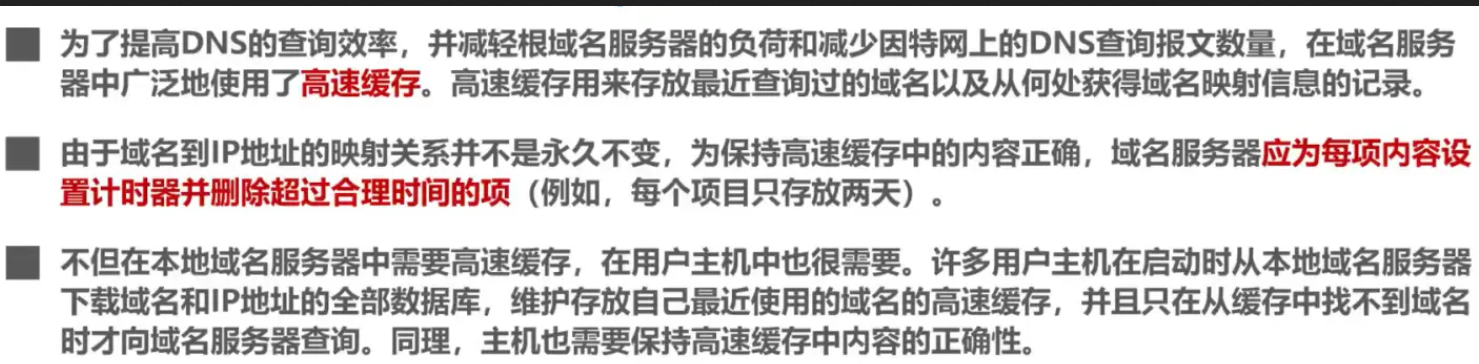 为了提高DNS的查询效率，并减轻根域名服务器的负荷和减少因特网上的DNS查询报文数量，在域名服务
器中广泛地使用了高速缓存。高速缓存用来存放最近查询过的域名以及从何处获得域名映射信息的记录。
由于域名到IP地址的映射关系并不是永久不变，为保持高速缓存中的内容正确，域名服务器应为每项内容设
置计时器并删除超过合理时间的项（例如，每个项目只存放两天）。
不但在本地域名服务器中需要高速缓存，在用户主机中也很需要。许多用户主机在启动时从本地域名服务器
下载域名和IP地址的全部数据库，维护存放自己最近使用的域名的高速缓存，并且只在从缓存中找不到域名
时才向域名服务器查询。同理，主机也需要保持高速缓存中内容的正确性。